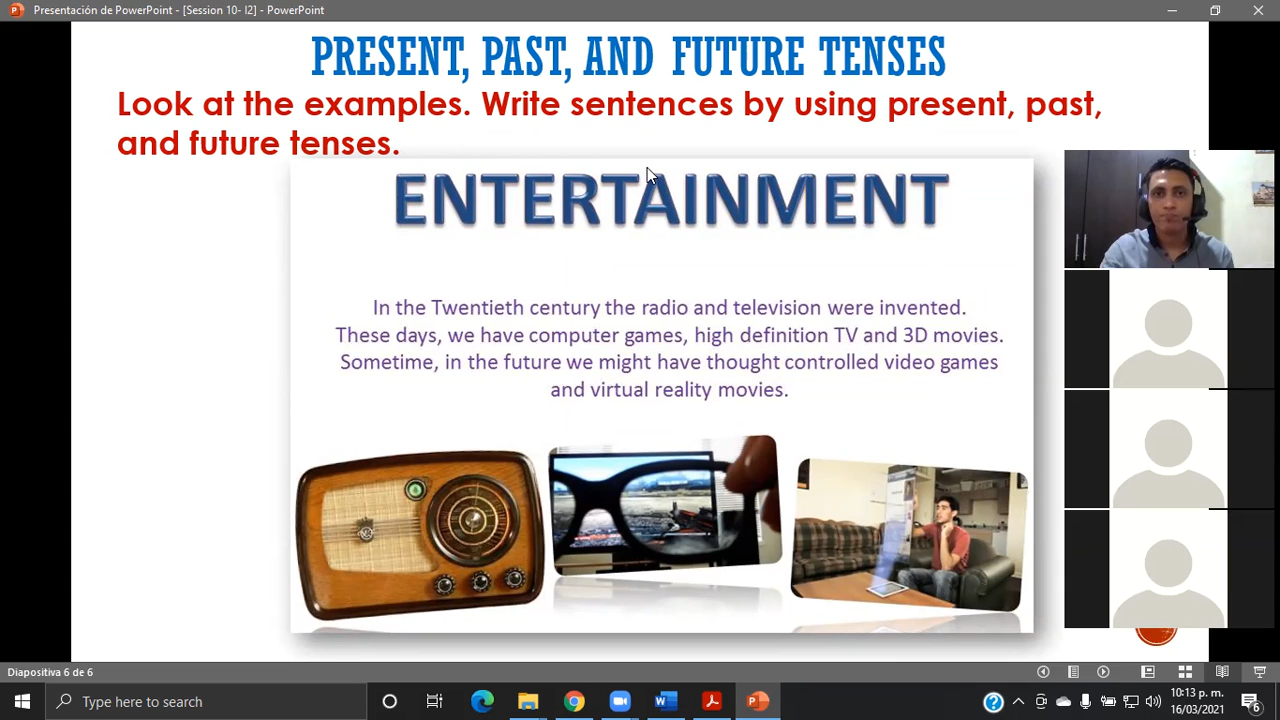 Presentación de PowerPoint - [Session 10- I2] - PowerPoint
PRESENT, PAST, AND FUTURE TENSES
Look at the examples. Write sentences by using present, past,
and future tenses.
ENTERTAINMENT
In the Twentieth century the radio and television were invented.
These days, we have computer games, high definition TV and 3D movies.
Sometime, in the future we might have thought controlled video games
and virtual reality movies.
Diapositiva 6 de 6
Type here to search
10:13 p. m.
16/03/2021
6